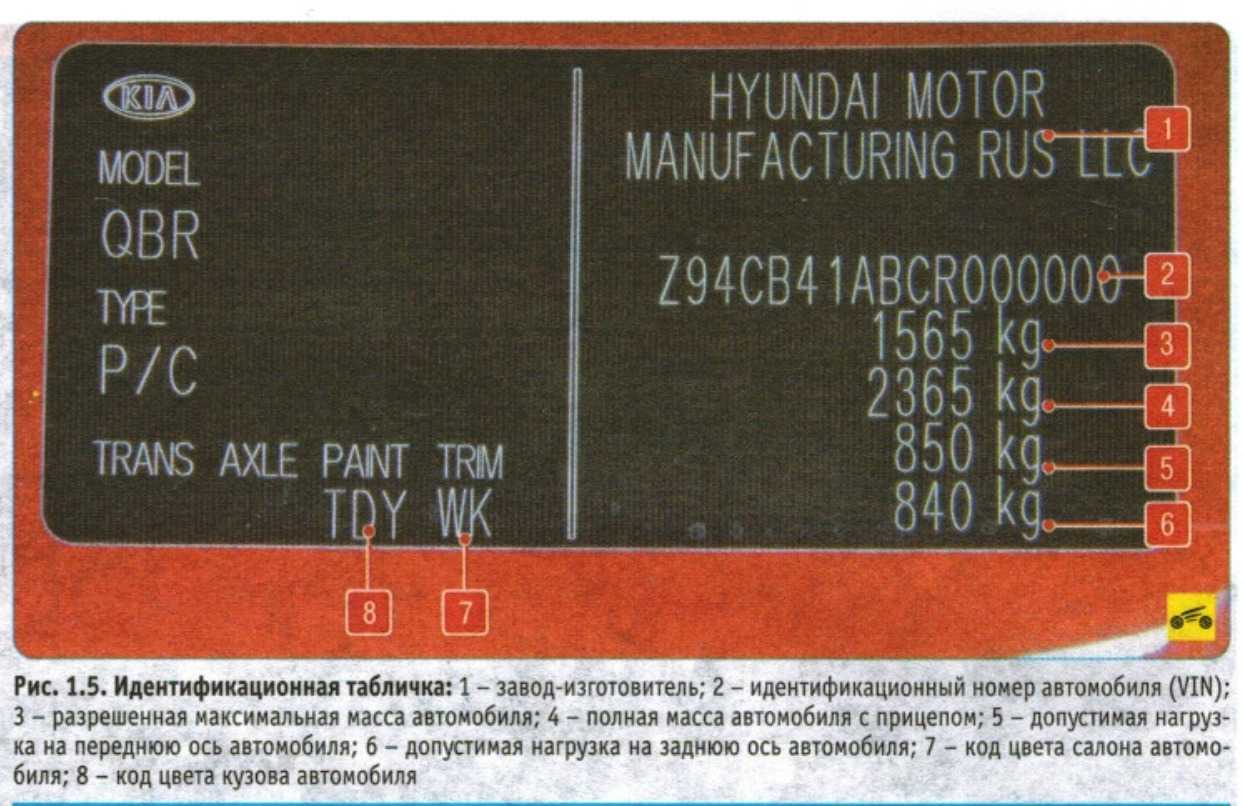 KIA
MODEL
QBR
TYPE
P/C
TRANS AXLE PAINT TRIM
TDY WK
HYUNDAI MOTOR
MANUFACTURING RUS LLC
Z94CB41ABCR000000
1565 kg
2365 kg
850 kg
840 kg
1
2
3
4
5
6
8
7
Рис. 1.5. Идентификационная табличка: 1 – завод-изготовитель; 2 – идентификационный номер автомобиля (VIN);
3 – разрешенная максимальная масса автомобиля; 4 – полная масса автомобиля с прицепом; 5 – допустимая нагруз-
ка на переднюю ось автомобиля; 6 – допустимая нагрузка на заднюю ось автомобиля; 7 – код цвета салона автомо-
биля; 8 – код цвета кузова автомобиля